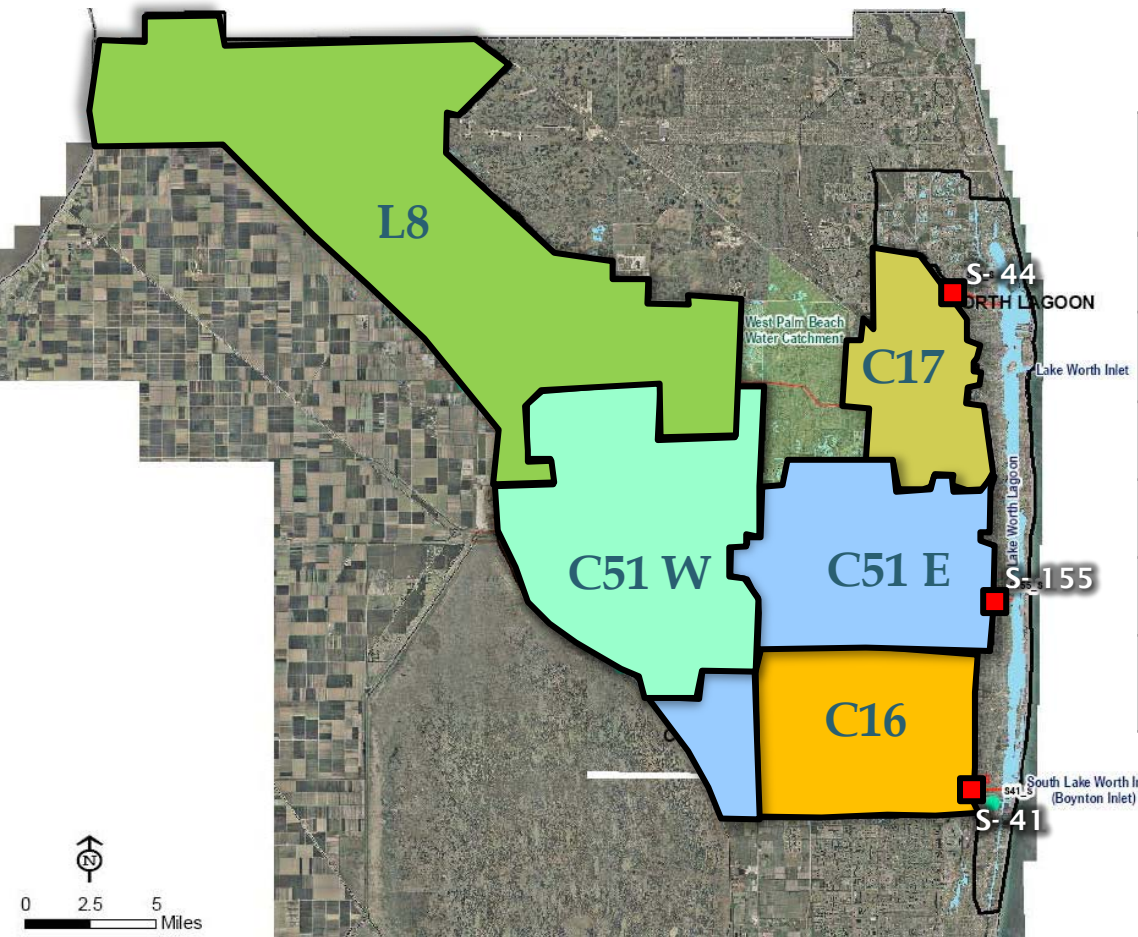 L8
S- 44
ORTH LAGOON
West Palm Beach
Water Catchment
C17
Lake Worth Inlet
Lake Worth Lagoon
C51 W
C51 E
S- 155
C16
South Lake Worth In
(Boynton Inlet)
S41_S
S- 41
N
0 2.5 5
Miles